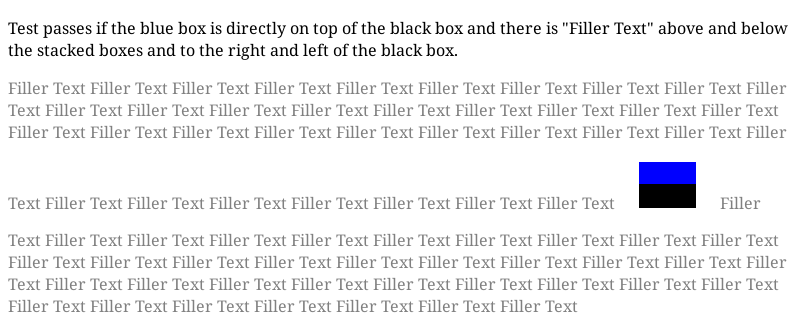 Test passes if the blue box is directly on top of the black box and there is "Filler Text" above and below
the stacked boxes and to the right and left of the black box.
Filler Text Filler Text Filler Text Filler Text Filler Text Filler Text Filler Text Filler Text Filler Text Filler
Text Filler Text Filler Text Filler Text Filler Text Filler Text Filler Text Filler Text Filler Text Filler Text
Filler Text Filler Text Filler Text Filler Text Filler Text Filler Text Filler Text Filler Text Filler Text Filler
Text Filler Text Filler Text Filler Text Filler Text Filler Text Filler Text Filler Text Filler
Text Filler Text Filler Text Filler Text Filler Text Filler Text Filler Text Filler Text Filler Text Filler Text
Filler Text Filler Text Filler Text Filler Text Filler Text Filler Text Filler Text Filler Text Filler Text Filler
Text Filler Text Filler Text Filler Text Filler Text Filler Text Filler Text Filler Text Filler Text Filler Text
Filler Text Filler Text Filler Text Filler Text Filler Text Filler Text Filler Text